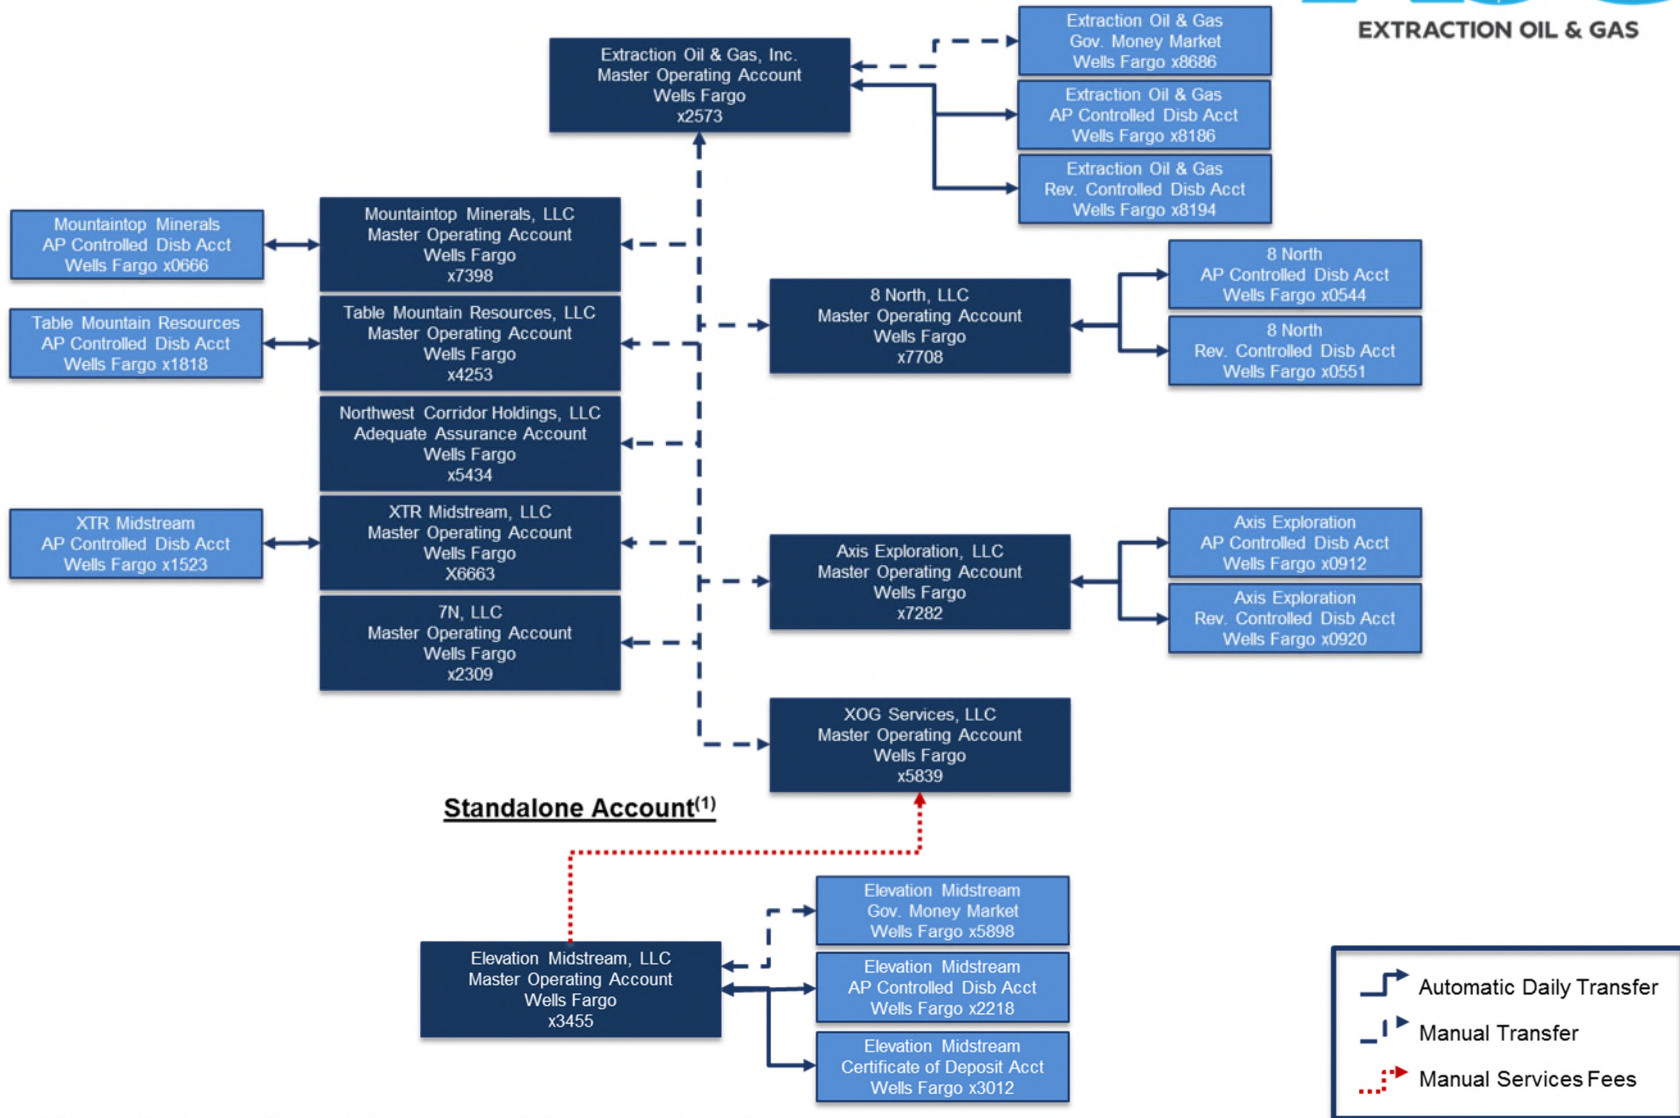 EXTRACTION OIL & GAS
Extraction Oil & Gas, Inc.
Master Operating Account
Wells Fargo
x2573
Extraction Oil & Gas
Gov. Money Market
Wells Fargo x8686
Extraction Oil & Gas
AP Controlled Disb Acct
Wells Fargo x8186
Extraction Oil & Gas
Rev. Controlled Disb Acct
Wells Fargo x8194
Mountaintop Minerals
AP Controlled Disb Acct
Wells Fargo x0666
Mountaintop Minerals, LLC
Master Operating Account
Wells Fargo
x7398
Table Mountain Resources
AP Controlled Disb Acct
Wells Fargo x1818
Table Mountain Resources, LLC
Master Operating Account
Wells Fargo
x4253
Northwest Corridor Holdings, LLC
Adequate Assurance Account
Wells Fargo
x5434
XTR Midstream
AP Controlled Disb Acct
Wells Fargo x1523
XTR Midstream, LLC
Master Operating Account
Wells Fargo
X6663
7N, LLC
Master Operating Account
Wells Fargo
x2309
8 North, LLC
Master Operating Account
Wells Fargo
x7708
8 North
AP Controlled Disb Acct
Wells Fargo x0544
8 North
Rev. Controlled Disb Acct
Wells Fargo x0551
Axis Exploration, LLC
Master Operating Account
Wells Fargo
x7282
Axis Exploration
AP Controlled Disb Acct
Wells Fargo x0912
Axis Exploration
Rev. Controlled Disb Acct
Wells Fargo x0920
XOG Services, LLC
Master Operating Account
Wells Fargo
x5839
Standalone Account(1)
Elevation Midstream, LLC
Master Operating Account
Wells Fargo
x3455
Elevation Midstream
Gov. Money Market
Wells Fargo x5898
Elevation Midstream
AP Controlled Disb Acct
Wells Fargo x2218
Elevation Midstream
Certificate of Deposit Acct
Wells Fargo x3012
Automatic Daily Transfer
Manual Transfer
Manual Services Fees